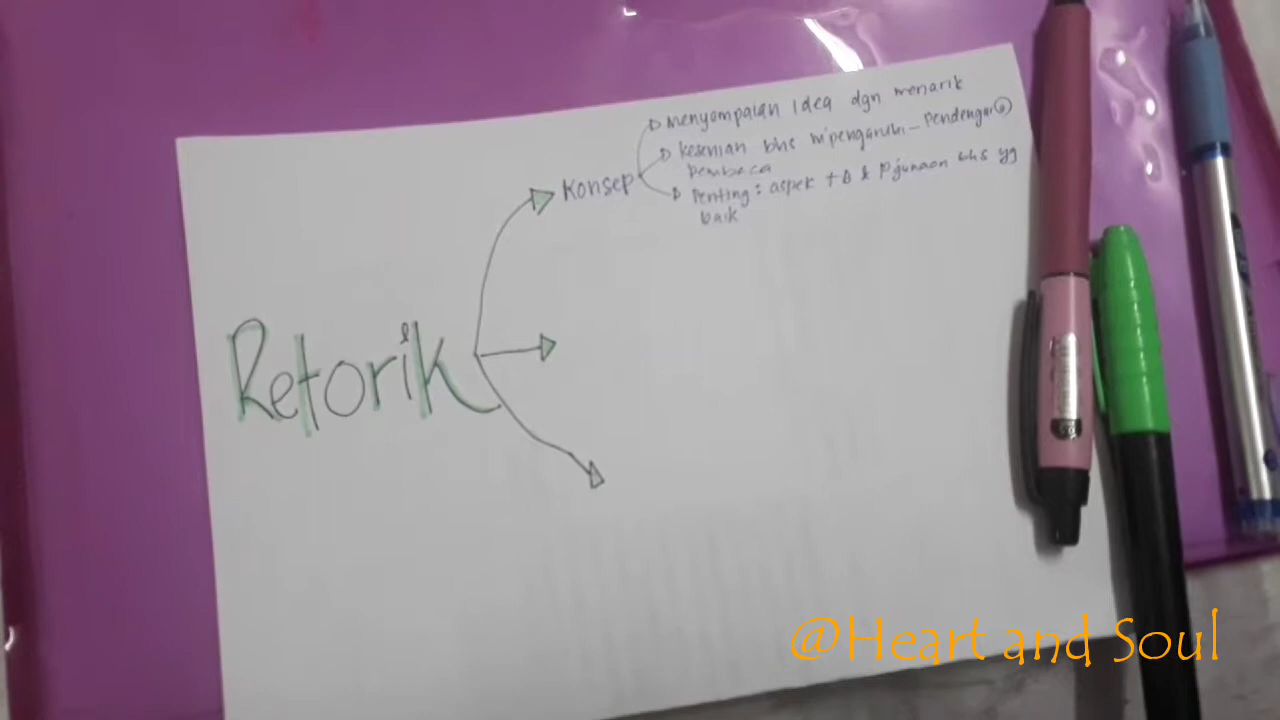 menyampaian idea dgn menarik
kesenian bhs m'pengaruhi - pendengar
pembaca
Konsep
Penting: aspek & p'gunaan bhs yg
baik
Retorik
@Heart and Soul